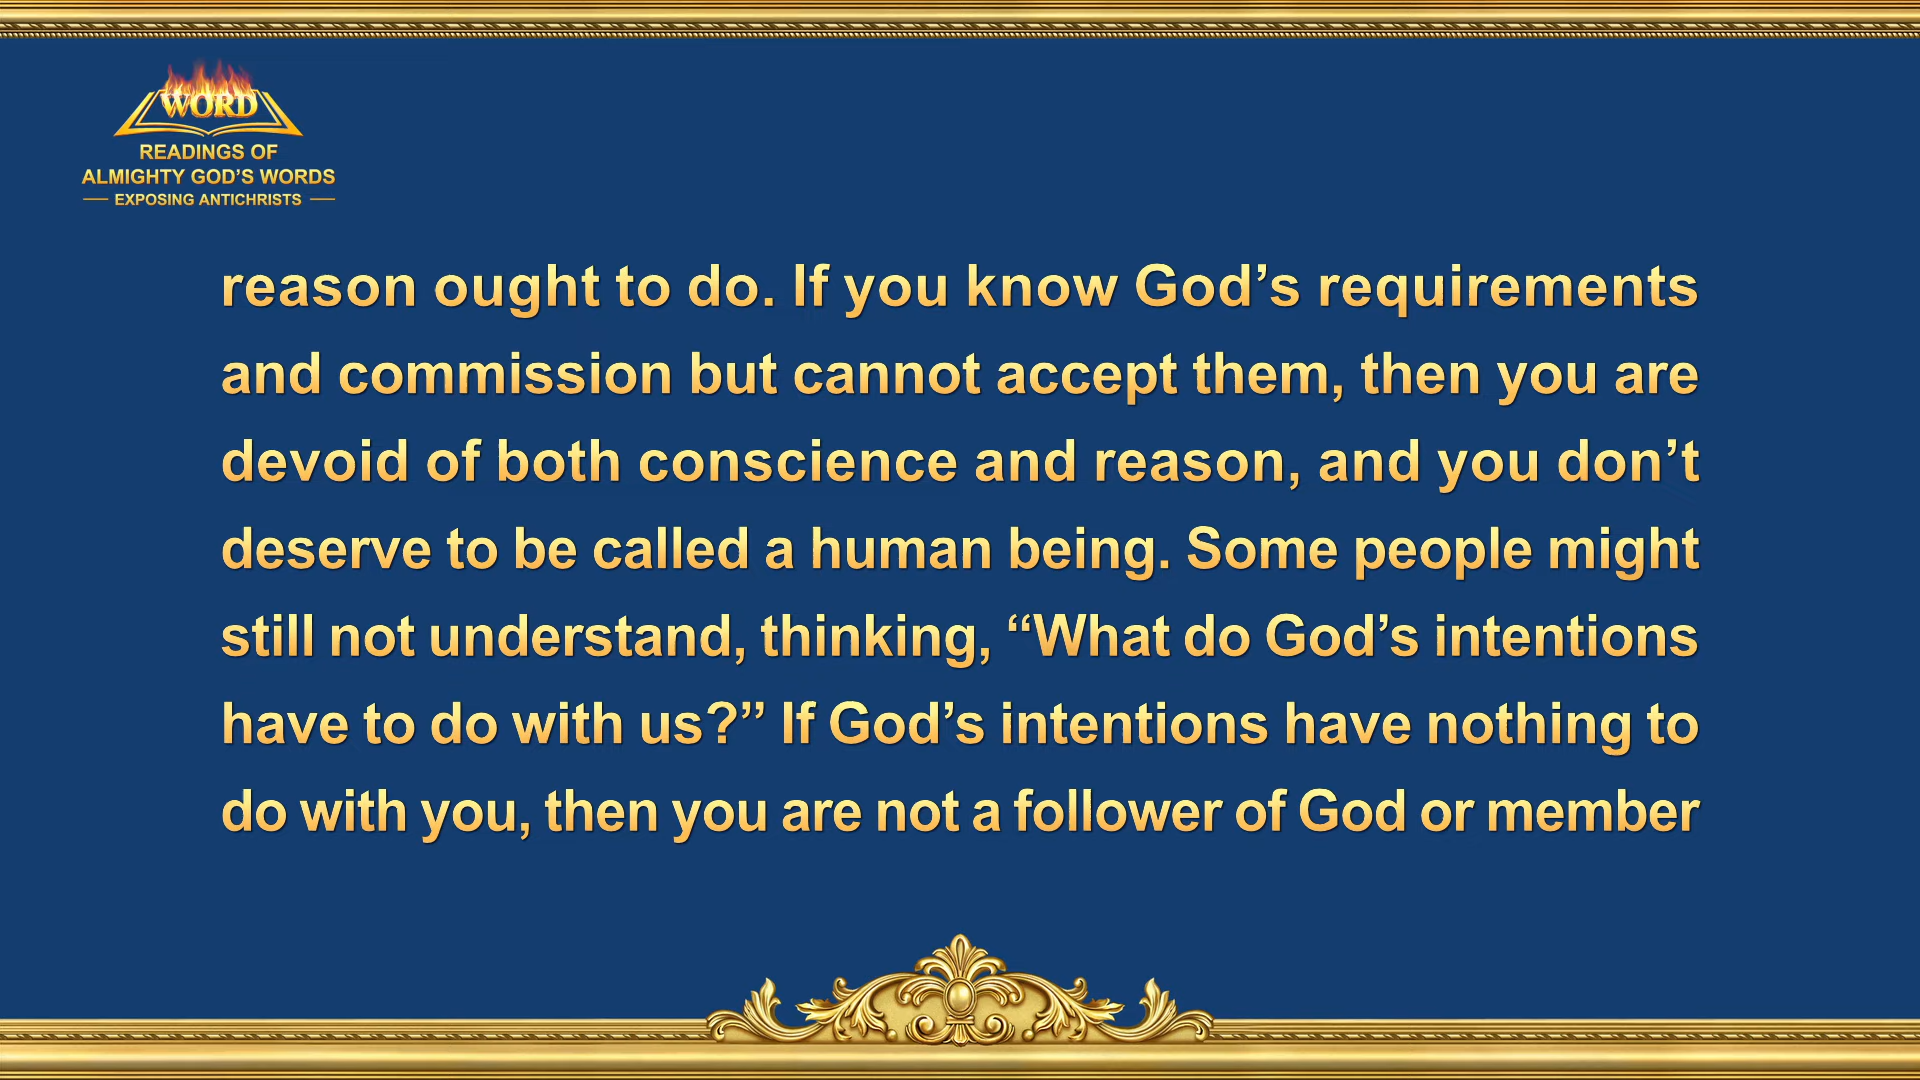 WORD
READINGS OF
ALMIGHTY GOD’S WORDS
EXPOSING ANTICHRISTS
reason ought to do. If you know God’s requirements
and commission but cannot accept them, then you are
devoid of both conscience and reason, and you don’t
deserve to be called a human being. Some people might
still not understand, thinking, “What do God’s intentions
have to do with us?” If God’s intentions have nothing to
do with you, then you are not a follower of God or member